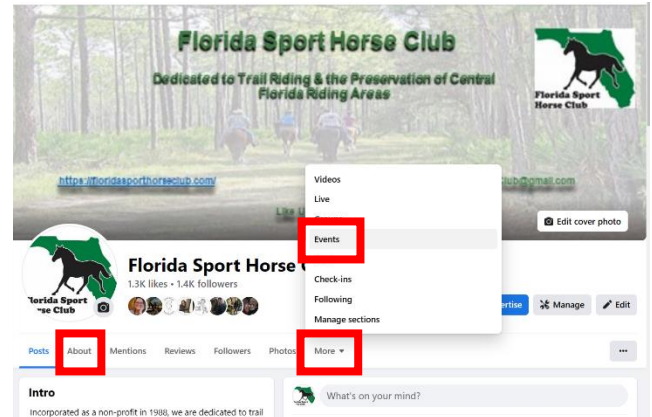 Florida Sport Horse Club
Dedicated to Trail Riding & the Preservation of Central
Florida Riding Areas
Florida Sport
Horse Club
https://floridasporthorseclub.com/
club@gmail.com
Like U
Videos
Live
Events
Check-ins
Following
Manage sections
Edit cover photo
Florida Sport Horse C
1.3K likes • 1.4K followers
Florida Sport
Manage
Edit
Posts
About
Mentions
Reviews
Followers
Photos
More
Intro
Incorporated as a non-profit in 1988, we are dedicated to trail
What's on your mind?